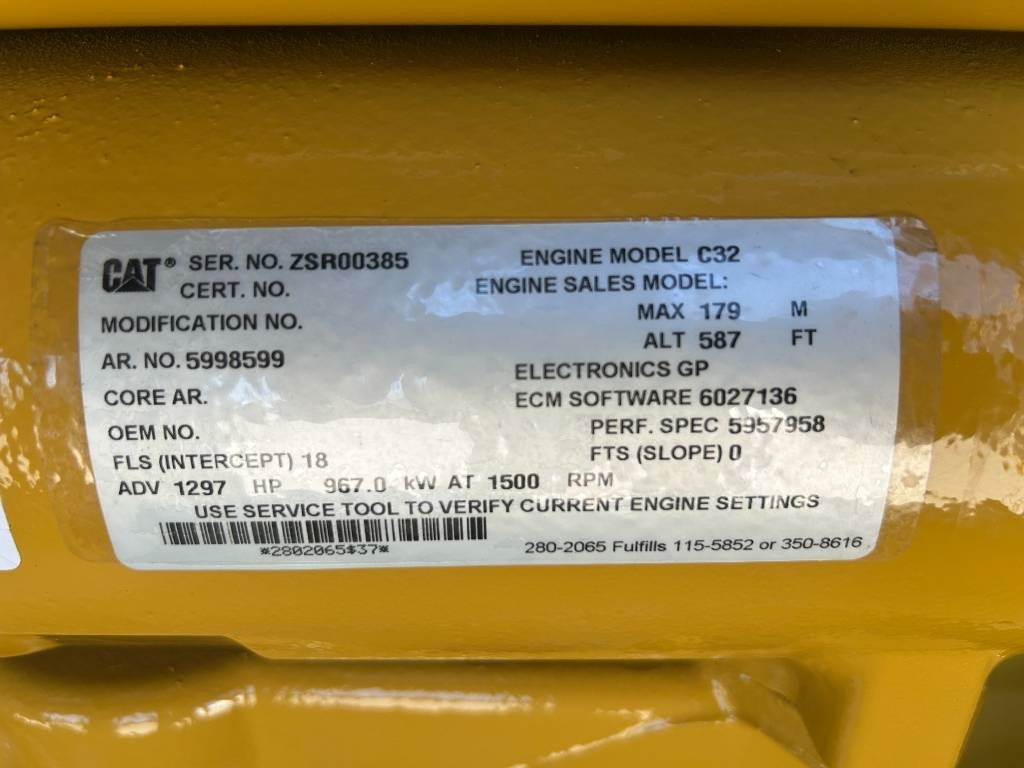 CAT® SER. NO. ZSR00385 ENGINE MODEL C32
CERT. NO. ENGINE SALES MODEL:
MODIFICATION NO. MAX 179 M
ALT 587 FT
AR. NO. 5998599 ELECTRONICS GP
CORE AR. ECM SOFTWARE 6027136
OEM NO. PERF. SPEC 5957958
FLS (INTERCEPT) 18 FTS (SLOPE) 0
ADV 1297 HP 967.0 kW AT 1500 RPM
USE SERVICE TOOL TO VERIFY CURRENT ENGINE SETTINGS
*2802065$37* 280-2065 Fulfills 115-5852 or 350-8616